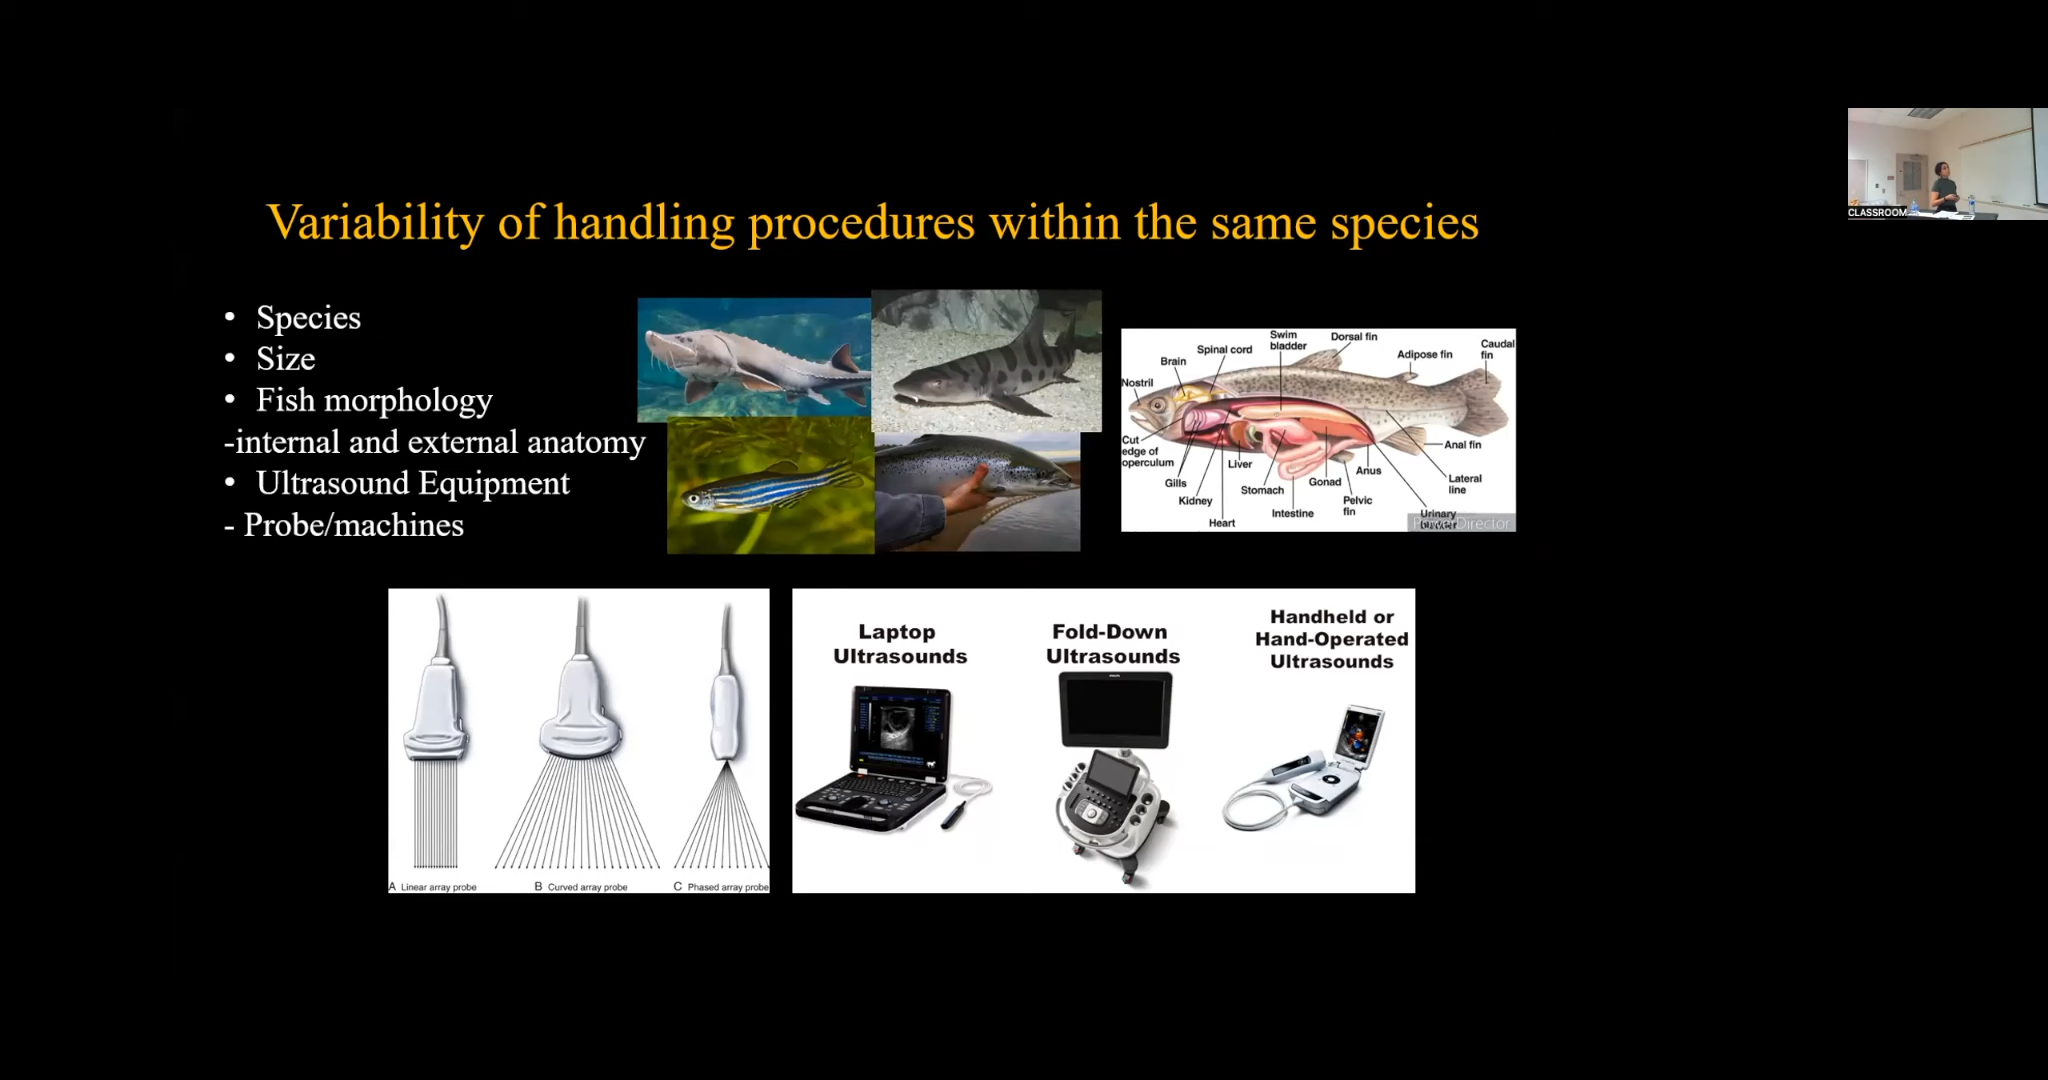 CLASSROOM
Variability of handling procedures within the same species
• Species
• Size
• Fish morphology
-internal and external anatomy
• Ultrasound Equipment
- Probe/machines
Nostril
Brain
Spinal cord
Swim
bladder
Dorsal fin
Adipose fin
Caudal
fin
Cut
edge of
operculum
Gills
Kidney
Heart
Liver
Stomach
Intestine
Gonad
Pelvic
fin
Anus
Anal fin
Lateral
line
Urinary
bladder
A Linear array probe
B Curved array probe
C Phased array probe
Laptop
Ultrasounds
Fold-Down
Ultrasounds
Handheld or
Hand-Operated
Ultrasounds